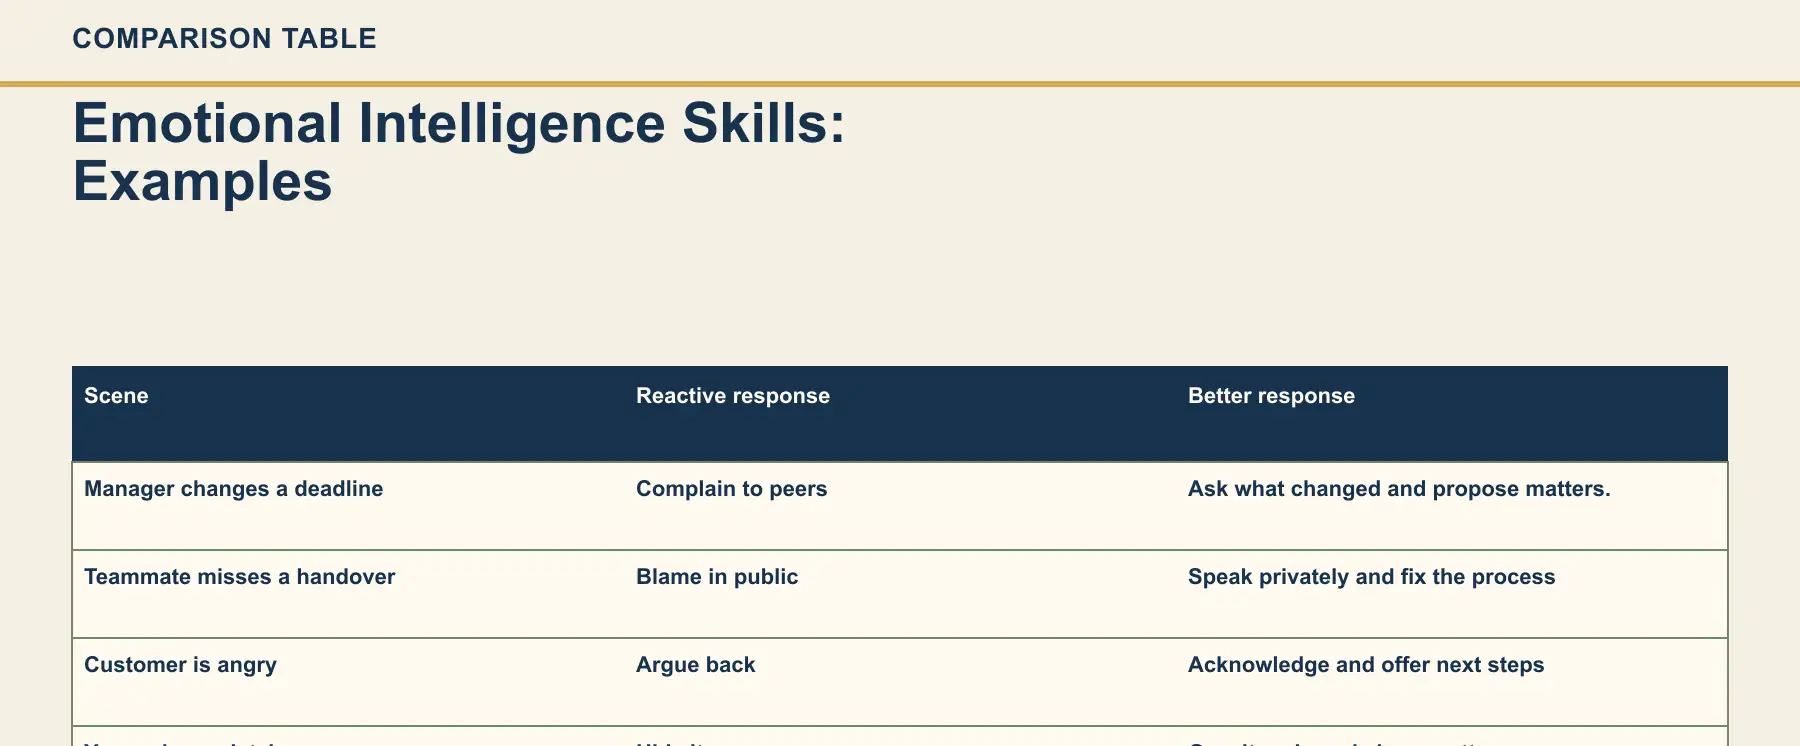 COMPARISON TABLE
Emotional Intelligence Skills:
Examples
Scene Reactive response Better response
Manager changes a deadline Complain to peers Ask what changed and propose matters.
Teammate misses a handover Blame in public Speak privately and fix the process
Customer is angry Argue back Acknowledge and offer next steps